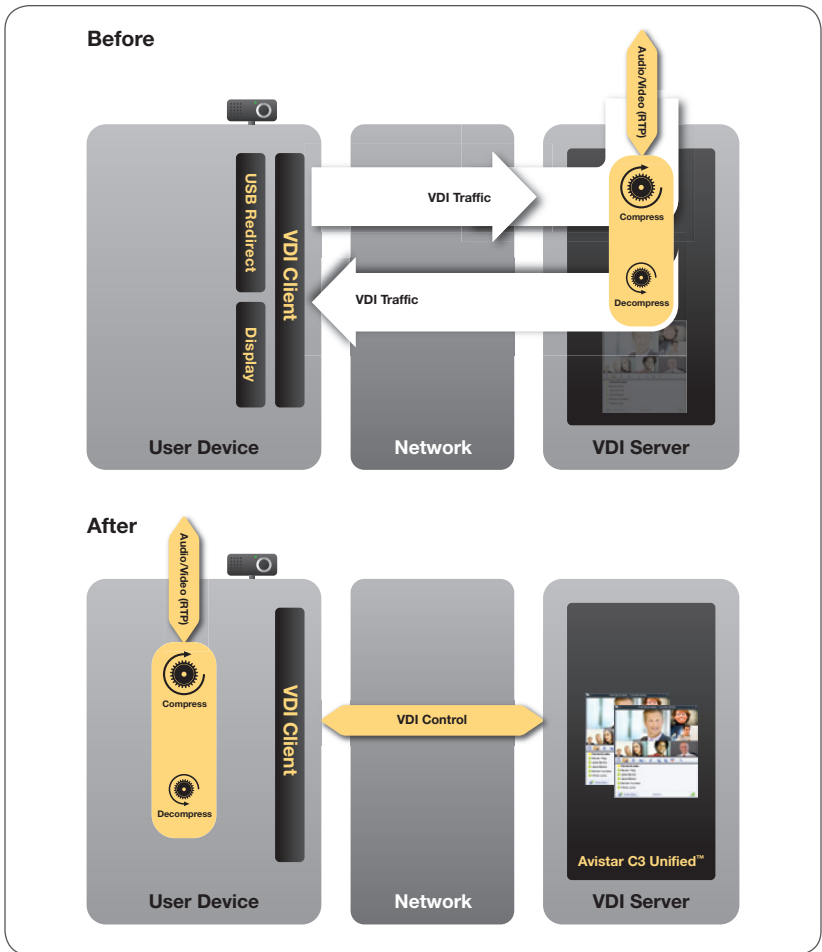 Before
Audio/Video (RTP)
USB Redirect
VDI Client
Display
VDI Traffic
VDI Traffic
Compress
Decompress
User Device
Network
VDI Server
After
Audio/Video (RTP)
Compress
Decompress
VDI Client
VDI Control
Avistar C3 Unified™
User Device
Network
VDI Server